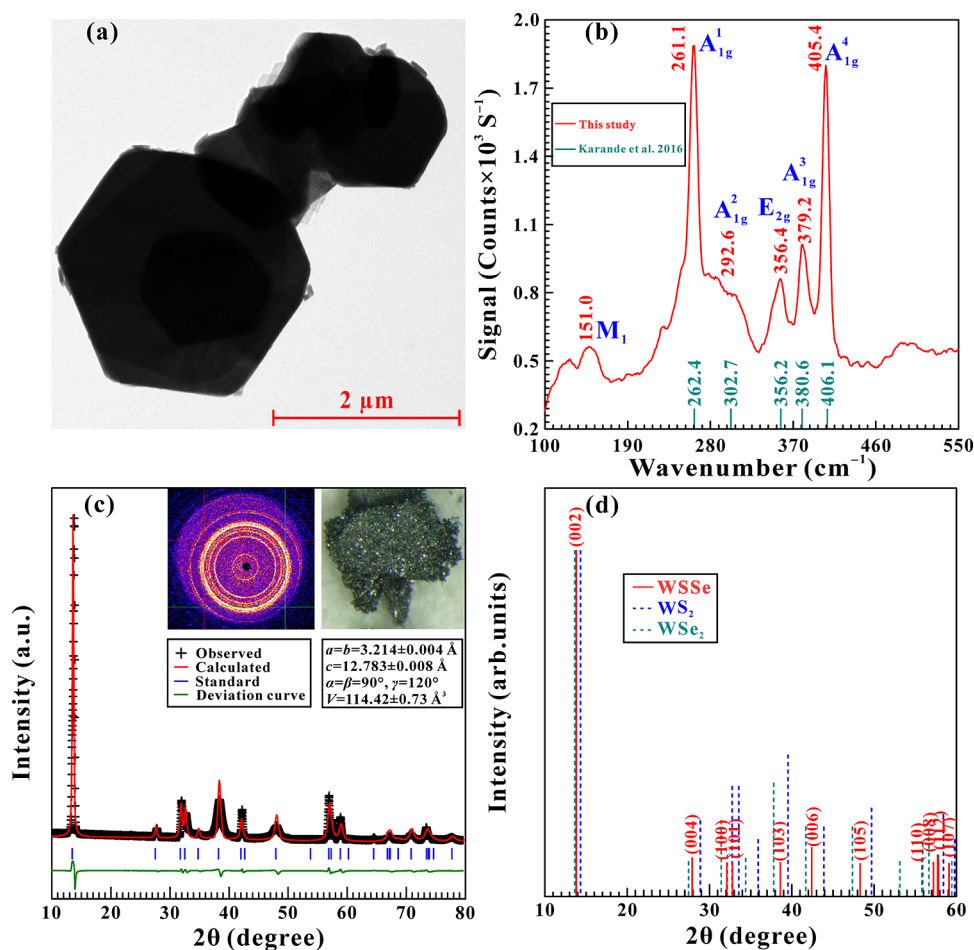 (a)
2 μm
(b)
Signal (Counts×10³ S⁻¹)
2.0
1.7
1.4
1.1
0.8
0.5
0.2
261.1
A¹1g
405.4
A⁴1g
This study
Karande et al. 2016
A²1g
292.6
E2g
356.4
A³1g
379.2
151.0
M1
262.4
302.7
356.2
380.6
406.1
100 190 280 370 460 550
Wavenumber (cm⁻¹)
(c)
Intensity (a.u.)
Observed
Calculated
Standard
Deviation curve
a=b=3.214±0.004 Å
c=12.783±0.008 Å
α=β=90°, γ=120°
V=114.42±0.73 Å³
10 20 30 40 50 60 70 80
2θ (degree)
(d)
Intensity (arb.units)
(002)
WSSe
WS2
WSe2
(004)
(100)
(101)
(103)
(006)
(105)
(110)
(008)
(107)
10 20 30 40 50 60
2θ (degree)